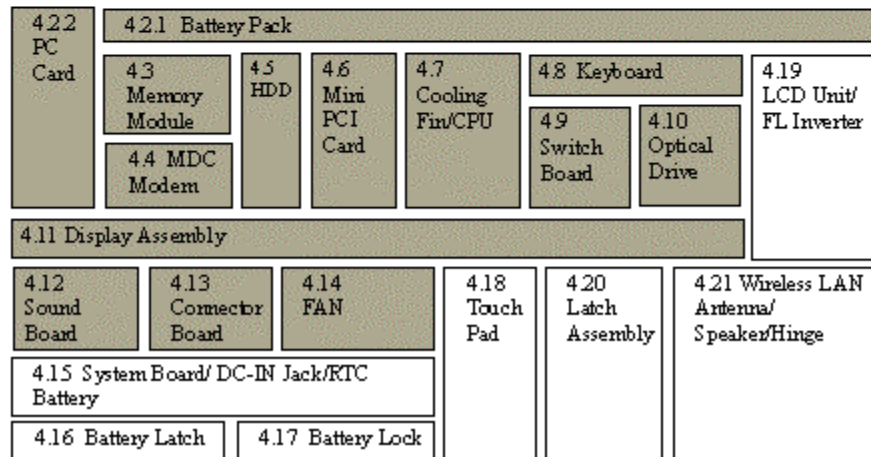 4.2.2
PC
Card
4.2.1 Battery Pack
4.3
Memory
Module
4.4 MDC
Modem
4.5
HDD
4.6
Mini
PCI
Card
4.7
Cooling
Fin/CPU
4.8 Keyboard
4.9
Switch
Board
4.10
Optical
Drive
4.19
LCD Unit/
FL Inverter
4.11 Display Assembly
4.12
Sound
Board
4.13
Connector
Board
4.14
FAN
4.18
Touch
Pad
4.20
Latch
Assembly
4.21 Wireless LAN
Antenna/
Speaker/Hinge
4.15 System Board/ DC-IN Jack/RTC
Battery
4.16 Battery Latch
4.17 Battery Lock